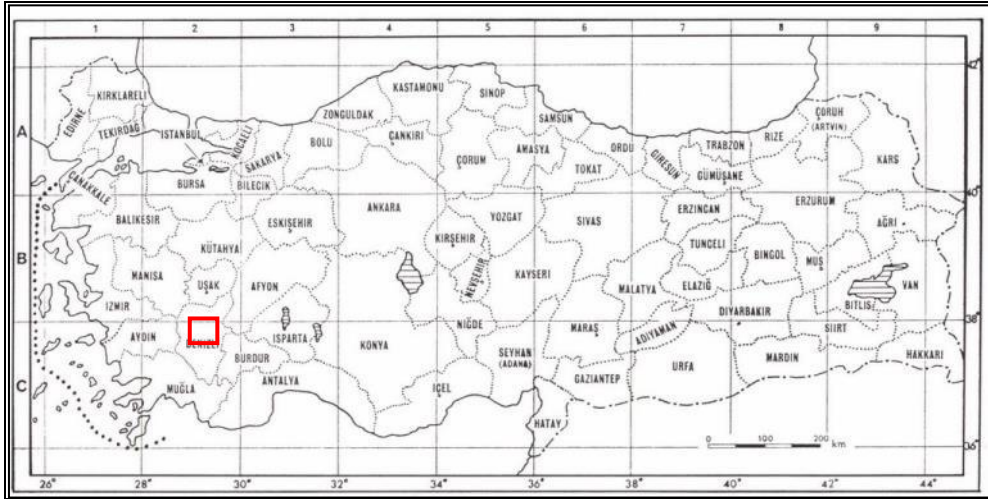 1 2 3 4 5 6 7 8 9
42°
KASTAMONU
SİNOP
KIRKLARELİ
EDİRNE
ZONGULDAK
SAMSUN
ÇORUH
(ARTVİN)
A
TEKİRDAĞ
İSTANBUL
KOCAELİ
SAKARYA
BOLU
ÇANKIRI
ÇORUM
AMASYA
ORDU
GİRESUN
TRABZON
RİZE
KARS
TOKAT
GÜMÜŞANE
ÇANAKKALE
BURSA
BİLECİK
40°
BALIKESİR
ESKİŞEHİR
ANKARA
YOZGAT
SİVAS
ERZİNCAN
ERZURUM
AĞRI
KÜTAHYA
KIRŞEHİR
B
TUNCELİ
BİNGÖL
MUŞ
MANİSA
UŞAK
AFYON
NEVŞEHİR
KAYSERİ
MALATYA
ELAZIĞ
VAN
BİTLİS
İZMİR
DİYARBAKIR
38°
AYDIN
ISPARTA
KONYA
NİĞDE
MARAŞ
ADIYAMAN
SİİRT
BURDUR
SEYHAN
(ADANA)
URFA
MARDİN
HAKKARİ
C
MUĞLA
ANTALYA
İÇEL
GAZİANTEP
HATAY
0 100 200 km
36°
26° 28° 30° 32° 34° 36° 38° 40° 42° 44°